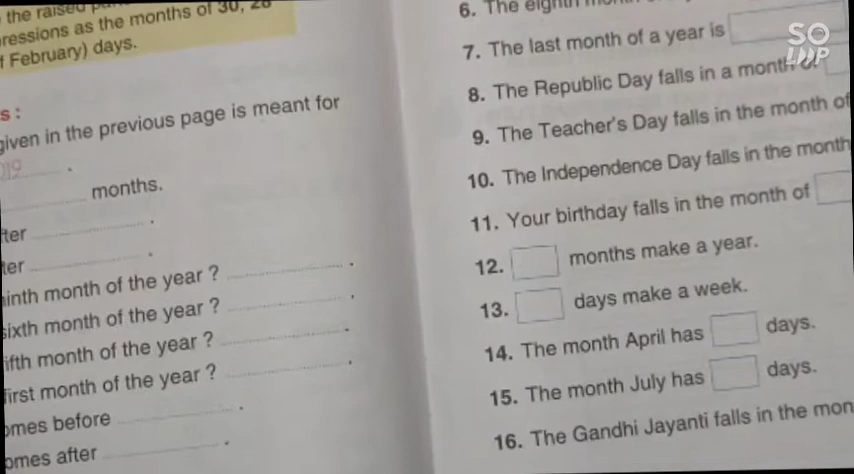 the raised
ressions as the months of 30, 28
f February) days.
s :
given in the previous page is meant for
019 .
months.
ter .
ter .
ninth month of the year ? .
sixth month of the year ? .
fifth month of the year ? .
first month of the year ? .
omes before .
omes after .
6. The eighth
7. The last month of a year is
8. The Republic Day falls in a month of
9. The Teacher's Day falls in the month of
10. The Independence Day falls in the month
11. Your birthday falls in the month of
12. months make a year.
13. days make a week.
14. The month April has days.
15. The month July has days.
16. The Gandhi Jayanti falls in the mon
SO
LOOP